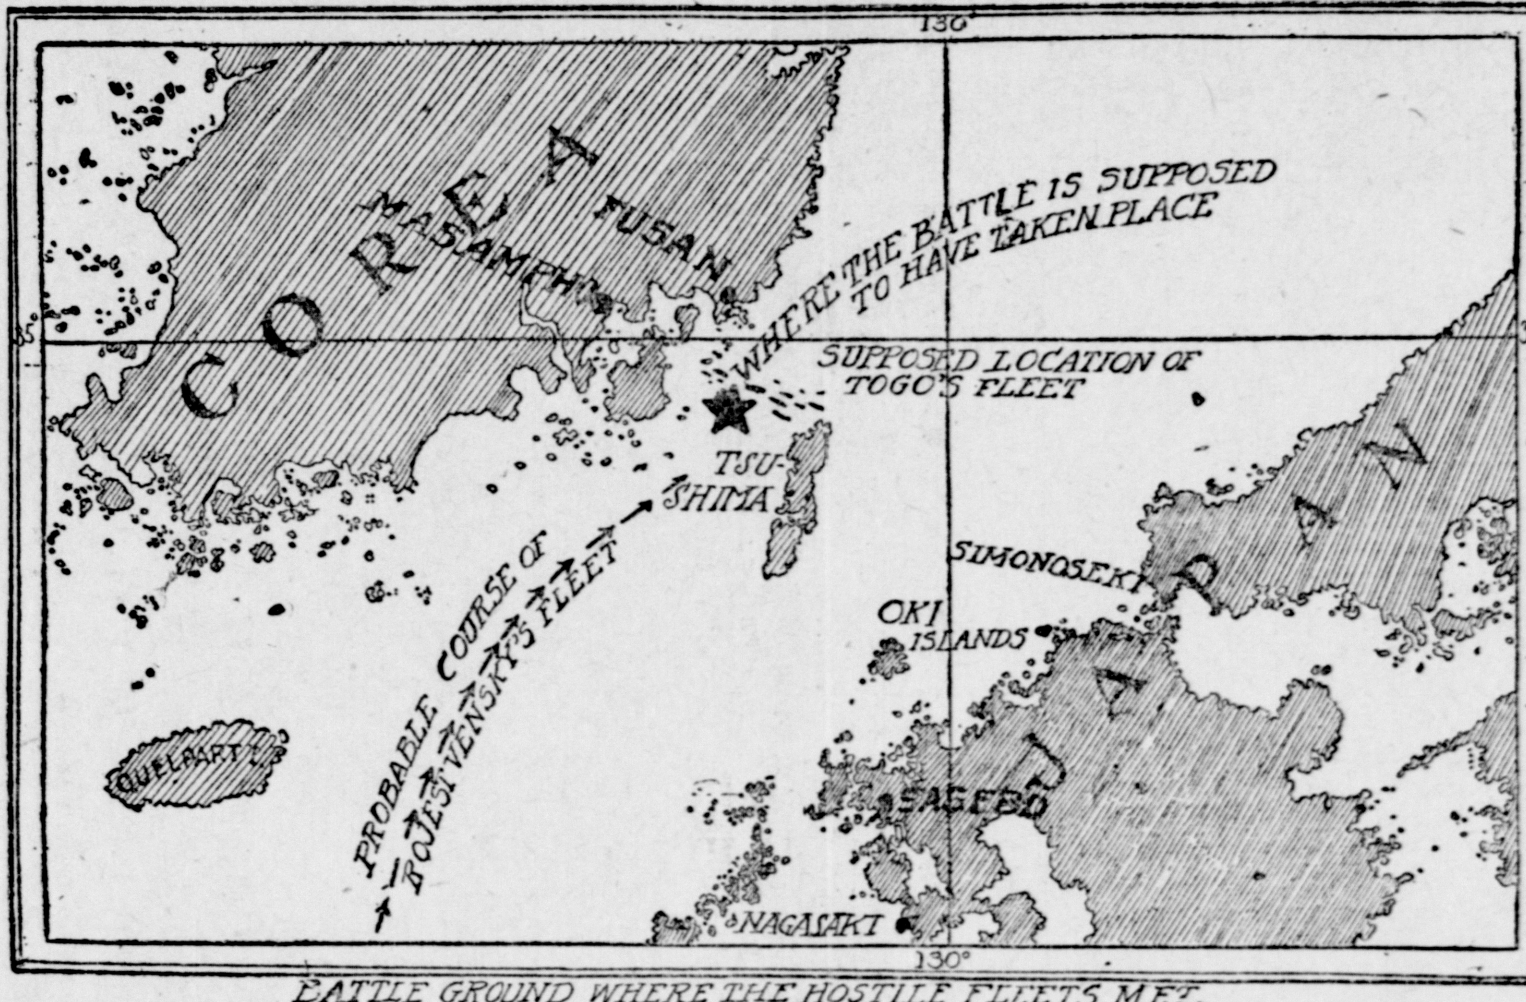 130
COREA
MASAMPH
FUSAN
WHERE THE BATTLE IS SUPPOSED
TO HAVE TAKEN PLACE
SUPPOSED LOCATION OF
TOGO'S FLEET
TSU-
SHIMA
JAPAN
SIMONOSEKI
OKI
ISLANDS
PROBABLE COURSE OF
ROJESTVENSKY'S FLEET
QUELPART I.
SAGEBO
NAGASAKI
130°
BATTLE GROUND WHERE THE HOSTILE FLEETS MET.